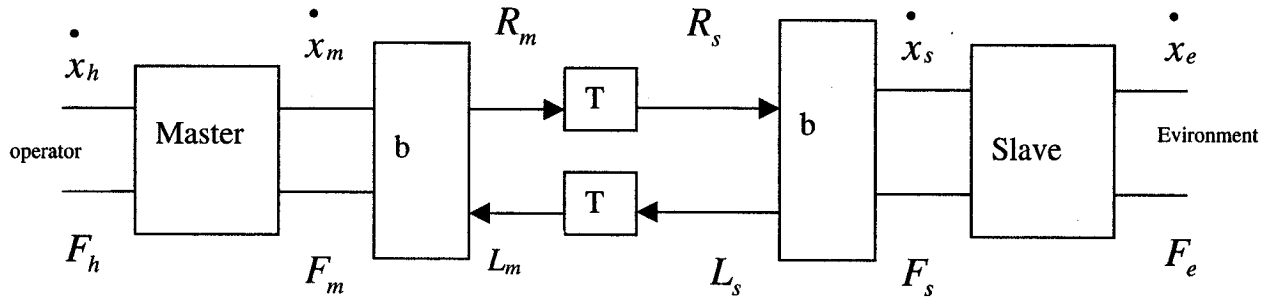 ẋₕ
ẋₘ
Rₘ
Rₛ
ẋₛ
ẋₑ
T
Master
b
b
Slave
operator
Evironment
T
Fₕ
Fₘ
Lₘ
Lₛ
Fₛ
Fₑ